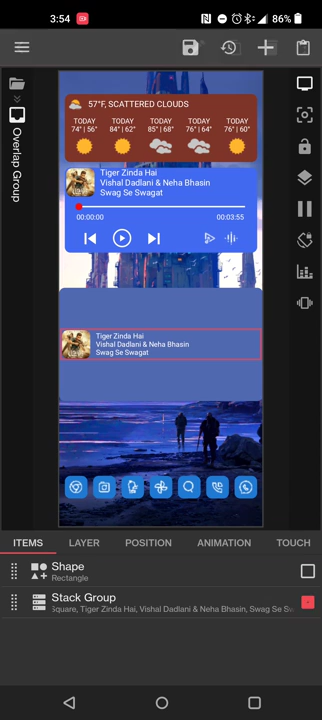 3:54
86%
57°F, SCATTERED CLOUDS
TODAY TODAY TODAY TODAY TODAY
74° | 56° 84° | 62° 85° | 68° 76° | 64° 76° | 60°
Tiger Zinda Hai
Vishal Dadlani & Neha Bhasin
Swag Se Swagat
00:00:00 00:03:55
Overlap Group
Tiger Zinda Hai
Vishal Dadlani & Neha Bhasin
Swag Se Swagat
ITEMS LAYER POSITION ANIMATION TOUCH
Shape
Rectangle
Stack Group
Square, Tiger Zinda Hai, Vishal Dadlani & Neha Bhasin, Swag Se Sw